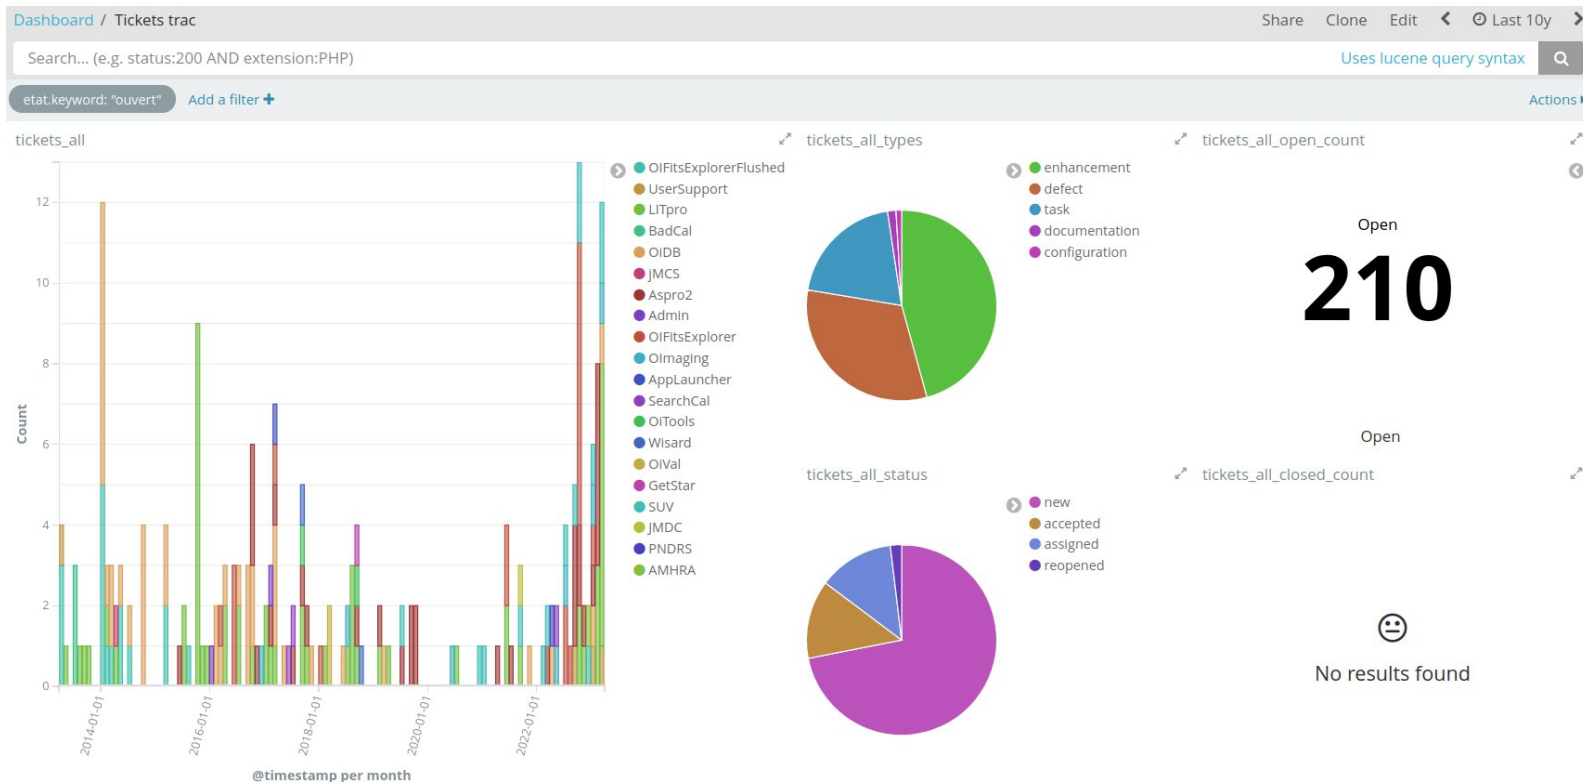 Dashboard / Tickets trac
Share Clone Edit Last 10y
Search... (e.g. status:200 AND extension:PHP)
Uses lucene query syntax
etat.keyword: "ouvert" Add a filter
Actions
tickets_all
Count
12
10
8
6
4
2
0
2014-01-01
2016-01-01
2018-01-01
2020-01-01
2022-01-01
@timestamp per month
OIFitsExplorerFlushed
UserSupport
LITpro
BadCal
OiDB
jMCS
Aspro2
Admin
OIFitsExplorer
OImaging
AppLauncher
SearchCal
OiTools
Wisard
OiVal
GetStar
SUV
JMDC
PNDRS
AMHRA
tickets_all_types
enhancement
defect
task
documentation
configuration
tickets_all_open_count
Open
210
Open
tickets_all_status
new
accepted
assigned
reopened
tickets_all_closed_count
No results found